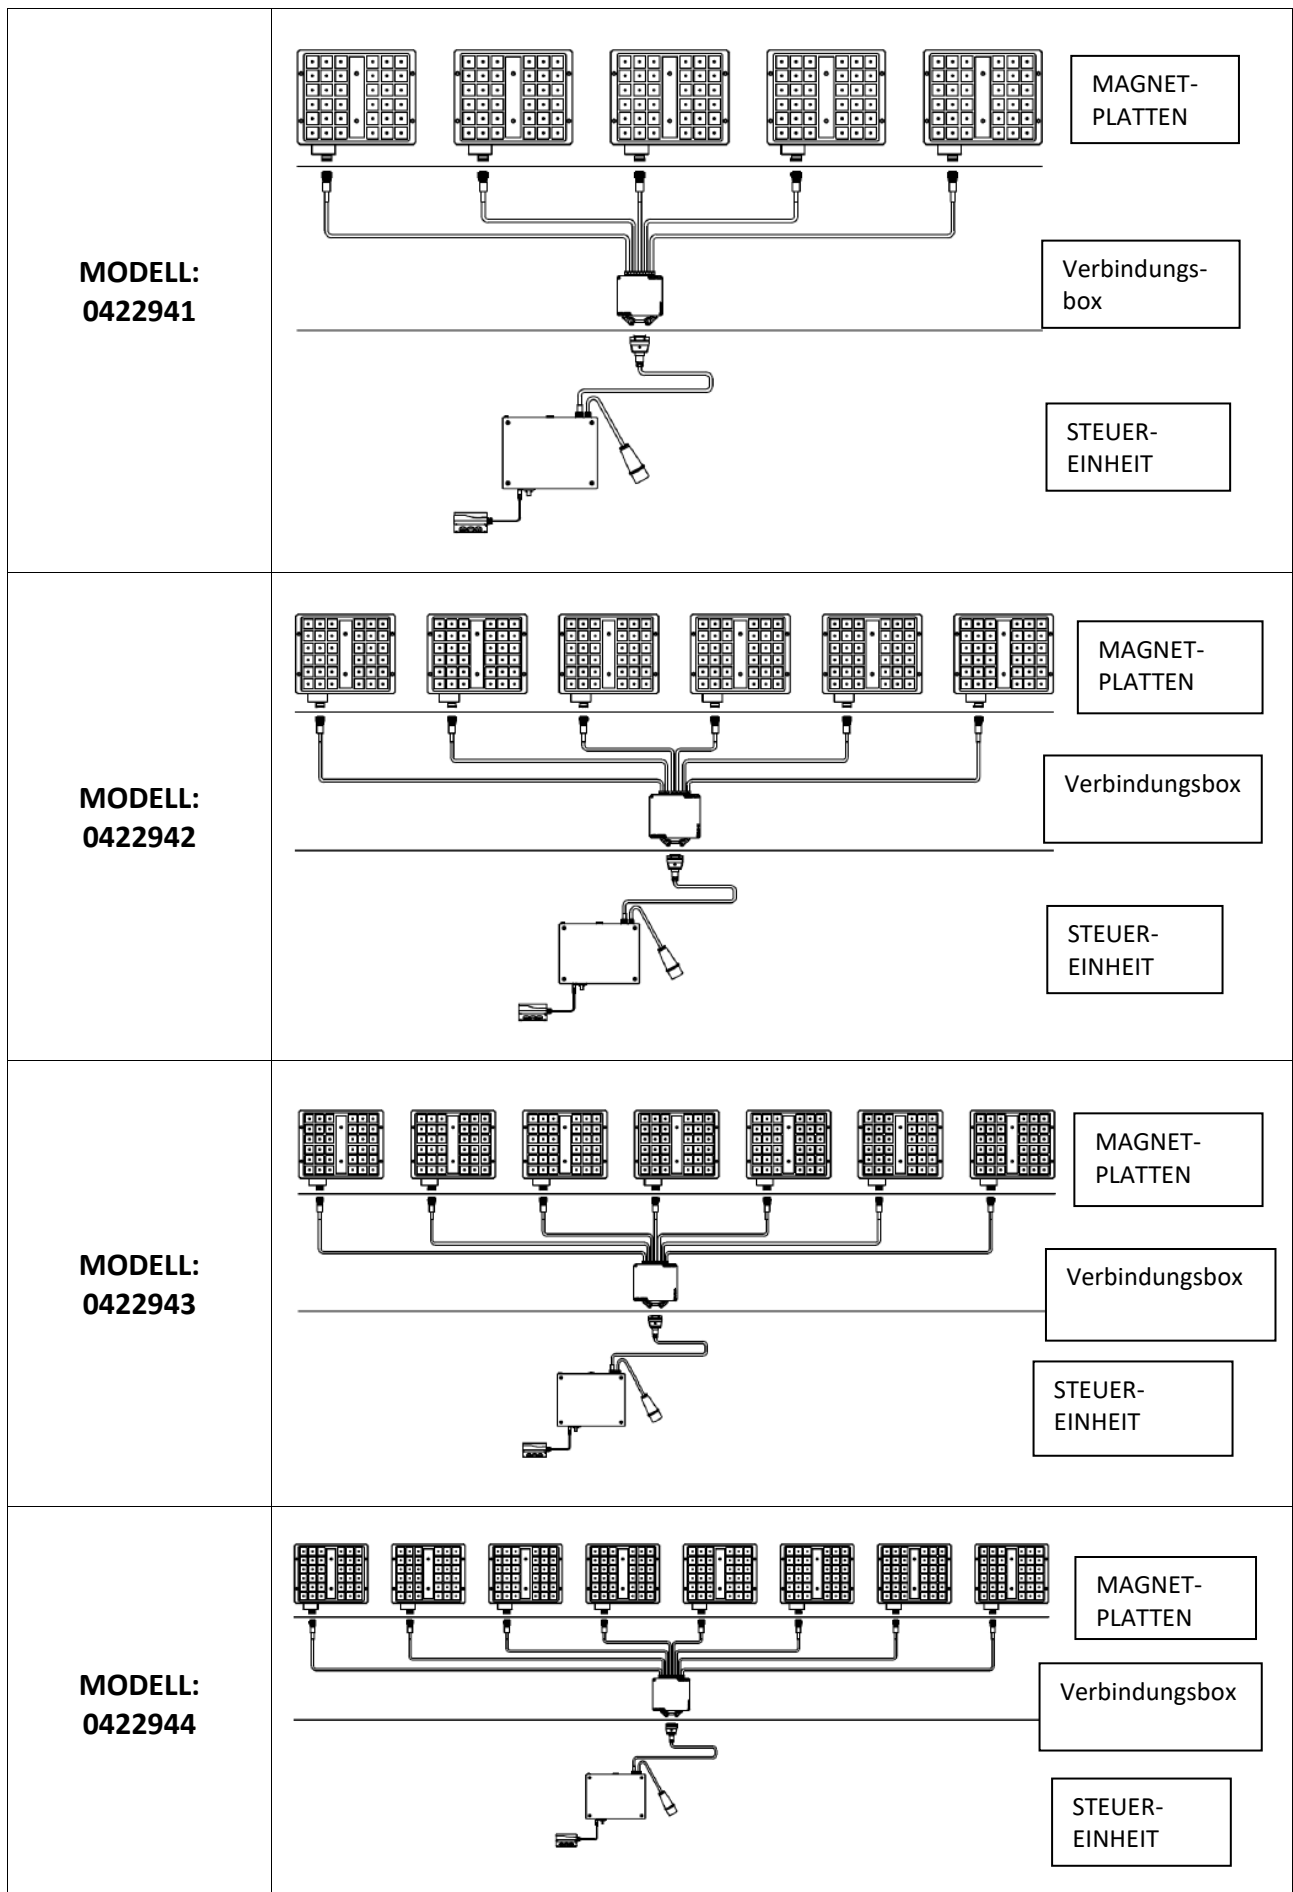 MODELL:
0422941
MAGNET-
PLATTEN
Verbindungs-
box
STEUER-
EINHEIT
MODELL:
0422942
MAGNET-
PLATTEN
Verbindungsbox
STEUER-
EINHEIT
MODELL:
0422943
MAGNET-
PLATTEN
Verbindungsbox
STEUER-
EINHEIT
MODELL:
0422944
MAGNET-
PLATTEN
Verbindungsbox
STEUER-
EINHEIT